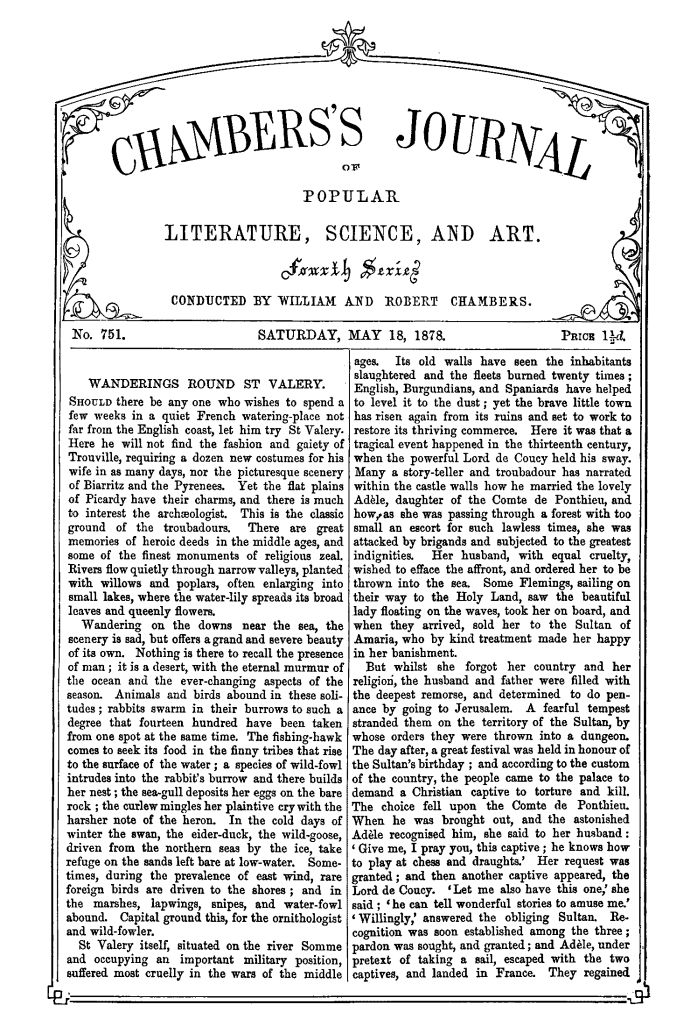 CHAMBERS'S JOURNAL
OF
POPULAR
LITERATURE, SCIENCE, AND ART.
Fourth Series
CONDUCTED BY WILLIAM AND ROBERT CHAMBERS.
No. 751.
SATURDAY, MAY 18, 1878.
PRICE 1½d.
WANDERINGS ROUND ST VALERY.
SHOULD there be any one who wishes to spend a
few weeks in a quiet French watering-place not
far from the English coast, let him try St Valery.
Here he will not find the fashion and gaiety of
Trouville, requiring a dozen new costumes for his
wife in as many days, nor the picturesque scenery
of Biarritz and the Pyrenees. Yet the flat plains
of Picardy have their charms, and there is much
to interest the archæologist. This is the classic
ground of the troubadours. There are great
memories of heroic deeds in the middle ages, and
some of the finest monuments of religious zeal.
Rivers flow quietly through narrow valleys, planted
with willows and poplars, often enlarging into
small lakes, where the water-lily spreads its broad
leaves and queenly flowers.
Wandering on the downs near the sea, the
scenery is sad, but offers a grand and severe beauty
of its own. Nothing is there to recall the presence
of man; it is a desert, with the eternal murmur of
the ocean and the ever-changing aspects of the
season. Animals and birds abound in these soli-
tudes; rabbits swarm in their burrows to such a
degree that fourteen hundred have been taken
from one spot at the same time. The fishing-hawk
comes to seek its food in the finny tribes that rise
to the surface of the water; a species of wild-fowl
intrudes into the rabbit's burrow and there builds
her nest; the sea-gull deposits her eggs on the bare
rock; the curlew mingles her plaintive cry with the
harsher note of the heron. In the cold days of
winter the swan, the eider-duck, the wild-goose,
driven from the northern seas by the ice, take
refuge on the sands left bare at low-water. Some-
times, during the prevalence of east wind, rare
foreign birds are driven to the shores; and in
the marshes, lapwings, snipes, and water-fowl
abound. Capital ground this, for the ornithologist
and wild-fowler.
St Valery itself, situated on the river Somme
and occupying an important military position,
suffered most cruelly in the wars of the middle
ages. Its old walls have seen the inhabitants
slaughtered and the fleets burned twenty times;
English, Burgundians, and Spaniards have helped
to level it to the dust; yet the brave little town
has risen again from its ruins and set to work to
restore its thriving commerce. Here it was that a
tragical event happened in the thirteenth century,
when the powerful Lord de Coucy held his sway.
Many a story-teller and troubadour has narrated
within the castle walls how he married the lovely
Adèle, daughter of the Comte de Ponthieu, and
how, as she was passing through a forest with too
small an escort for such lawless times, she was
attacked by brigands and subjected to the greatest
indignities. Her husband, with equal cruelty,
wished to efface the affront, and ordered her to be
thrown into the sea. Some Flemings, sailing on
their way to the Holy Land, saw the beautiful
lady floating on the waves, took her on board, and
when they arrived, sold her to the Sultan of
Amaria, who by kind treatment made her happy
in her banishment.
But whilst she forgot her country and her
religion, the husband and father were filled with
the deepest remorse, and determined to do pen-
ance by going to Jerusalem. A fearful tempest
stranded them on the territory of the Sultan, by
whose orders they were thrown into a dungeon.
The day after, a great festival was held in honour of
the Sultan's birthday; and according to the custom
of the country, the people came to the palace to
demand a Christian captive to torture and kill.
The choice fell upon the Comte de Ponthieu.
When he was brought out, and the astonished
Adèle recognised him, she said to her husband:
'Give me, I pray you, this captive; he knows how
to play at chess and draughts.' Her request was
granted; and then another captive appeared, the
Lord de Coucy. 'Let me also have this one,' she
said; 'he can tell wonderful stories to amuse me.'
'Willingly,' answered the obliging Sultan. Re-
cognition was soon established among the three;
pardon was sought, and granted; and Adèle, under
pretext of taking a sail, escaped with the two
captives, and landed in France. They regained